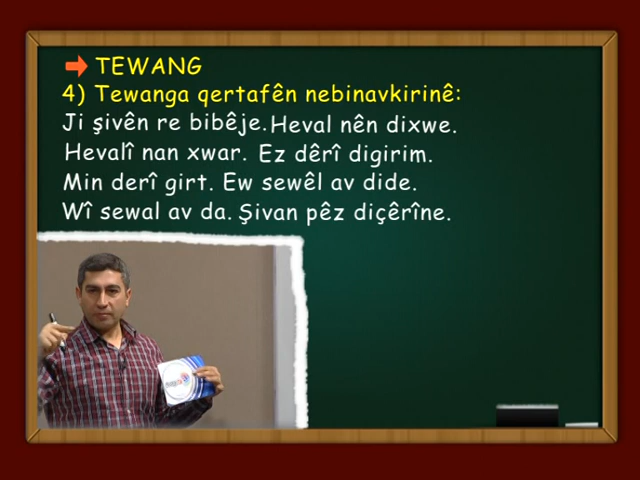 TEWANG
4) Tewanga qertafên nebinavkirinê:
Ji şivên re bibêje. Heval nên dixwe.
Hevalî nan xwar. Ez dêrî digirim.
Min derî girt. Ew sewêl av dide.
Wî sewal av da. Şivan pêz diçêrîne.